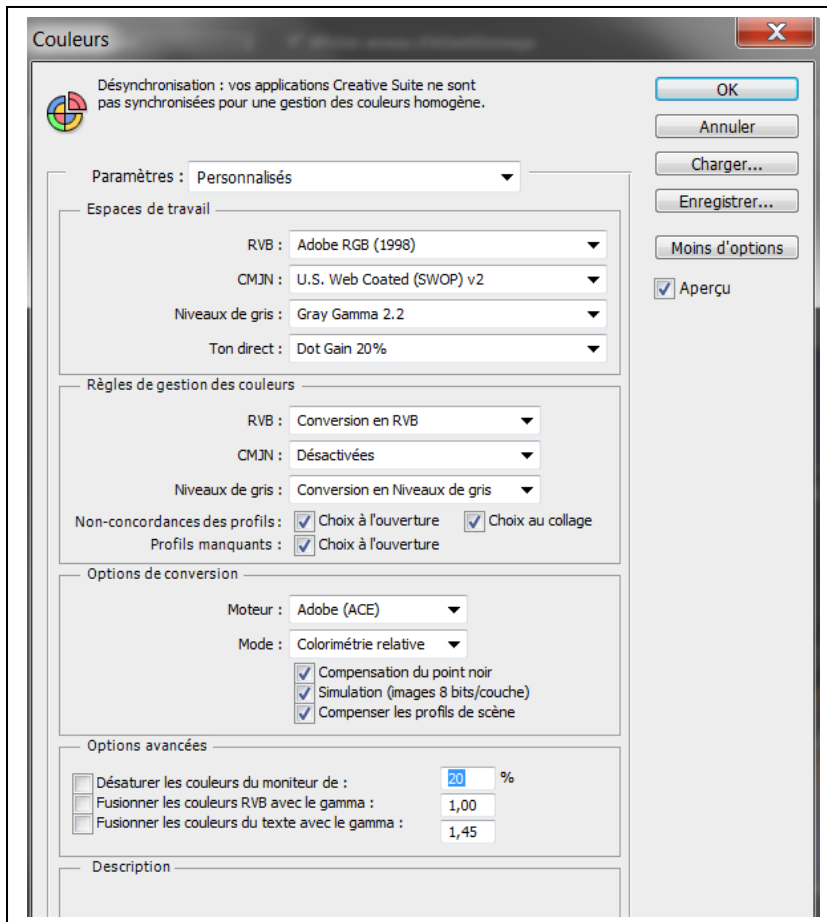 Couleurs
Désynchronisation : vos applications Creative Suite ne sont
pas synchronisées pour une gestion des couleurs homogène.
OK
Annuler
Charger...
Enregistrer...
Moins d'options
Aperçu
Paramètres : Personnalisés
Espaces de travail
RVB : Adobe RGB (1998)
CMJN : U.S. Web Coated (SWOP) v2
Niveaux de gris : Gray Gamma 2.2
Ton direct : Dot Gain 20%
Règles de gestion des couleurs
RVB : Conversion en RVB
CMJN : Désactivées
Niveaux de gris : Conversion en Niveaux de gris
Non-concordances des profils : Choix à l'ouverture Choix au collage
Profils manquants : Choix à l'ouverture
Options de conversion
Moteur : Adobe (ACE)
Mode : Colorimétrie relative
Compensation du point noir
Simulation (images 8 bits/couche)
Compenser les profils de scène
Options avancées
Désaturer les couleurs du moniteur de : 20 %
Fusionner les couleurs RVB avec le gamma : 1,00
Fusionner les couleurs du texte avec le gamma : 1,45
Description